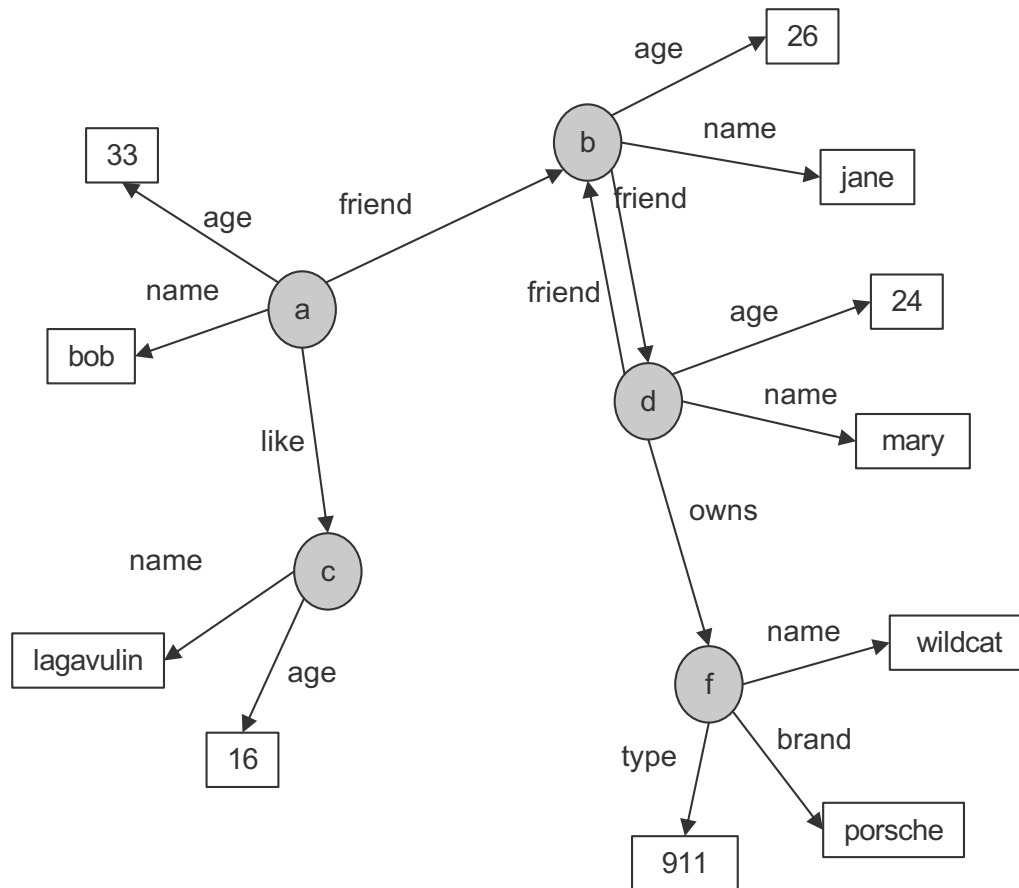 26
age
b
name
jane
33
age
friend
friend
name
a
friend
24
age
bob
d
name
mary
like
owns
name
c
name
wildcat
lagavulin
age
f
type
brand
16
porsche
911